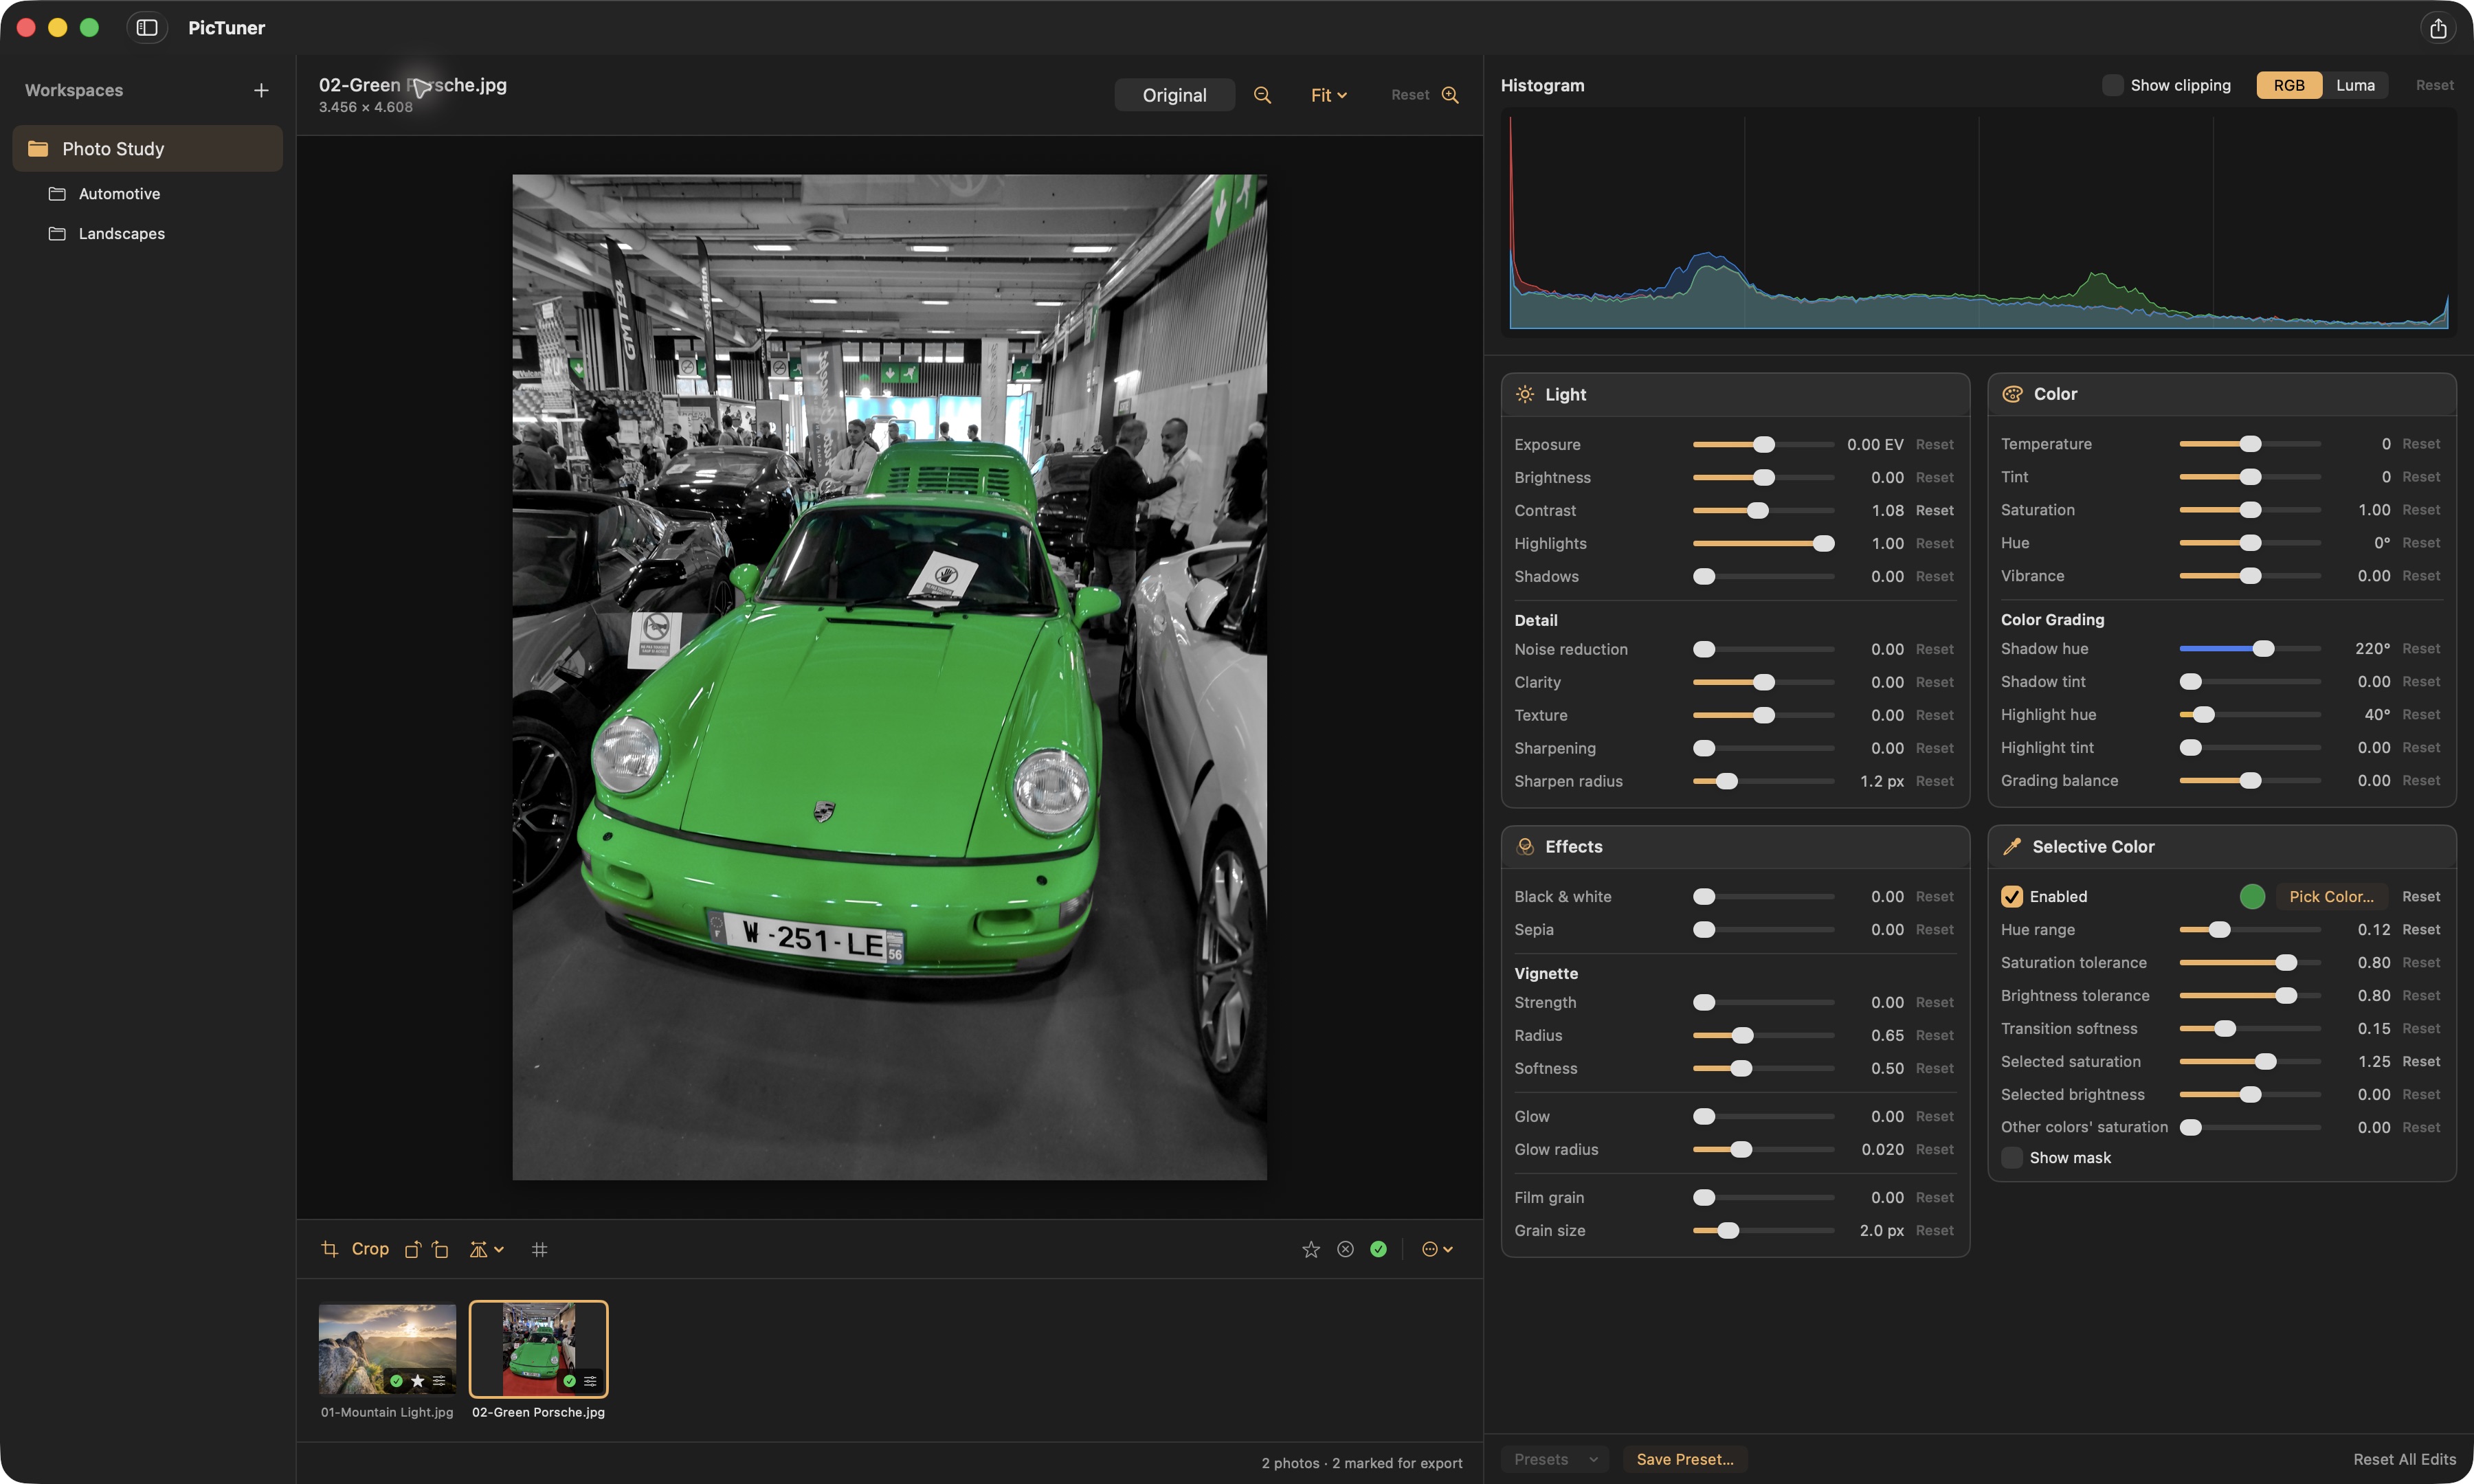 PicTuner
Workspaces
Photo Study
Automotive
Landscapes
02-Green Porsche.jpg
3.456 × 4.608
Original
Fit
Reset
GMT94
W-251-LE
F
56
Crop
01-Mountain Light.jpg
02-Green Porsche.jpg
2 photos · 2 marked for export
Histogram
Show clipping
RGB
Luma
Reset
Light
Exposure 0.00 EV Reset
Brightness 0.00 Reset
Contrast 1.08 Reset
Highlights 1.00 Reset
Shadows 0.00 Reset
Detail
Noise reduction 0.00 Reset
Clarity 0.00 Reset
Texture 0.00 Reset
Sharpening 0.00 Reset
Sharpen radius 1.2 px Reset
Color
Temperature 0 Reset
Tint 0 Reset
Saturation 1.00 Reset
Hue 0° Reset
Vibrance 0.00 Reset
Color Grading
Shadow hue 220° Reset
Shadow tint 0.00 Reset
Highlight hue 40° Reset
Highlight tint 0.00 Reset
Grading balance 0.00 Reset
Effects
Black & white 0.00 Reset
Sepia 0.00 Reset
Vignette
Strength 0.00 Reset
Radius 0.65 Reset
Softness 0.50 Reset
Glow 0.00 Reset
Glow radius 0.020 Reset
Film grain 0.00 Reset
Grain size 2.0 px Reset
Selective Color
Enabled Pick Color... Reset
Hue range 0.12 Reset
Saturation tolerance 0.80 Reset
Brightness tolerance 0.80 Reset
Transition softness 0.15 Reset
Selected saturation 1.25 Reset
Selected brightness 0.00 Reset
Other colors' saturation 0.00 Reset
Show mask
Presets
Save Preset...
Reset All Edits